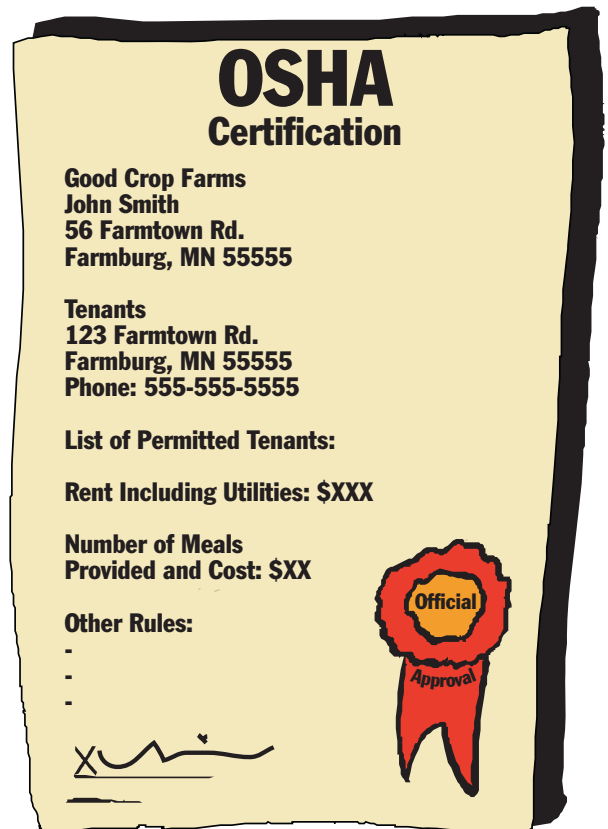 OSHA
Certification
Good Crop Farms
John Smith
56 Farmtown Rd.
Farmburg, MN 55555
Tenants
123 Farmtown Rd.
Farmburg, MN 55555
Phone: 555-555-5555
List of Permitted Tenants:
Rent Including Utilities: $XXX
Number of Meals
Provided and Cost: $XX
Other Rules:
-
-
-
X
Official
Approval